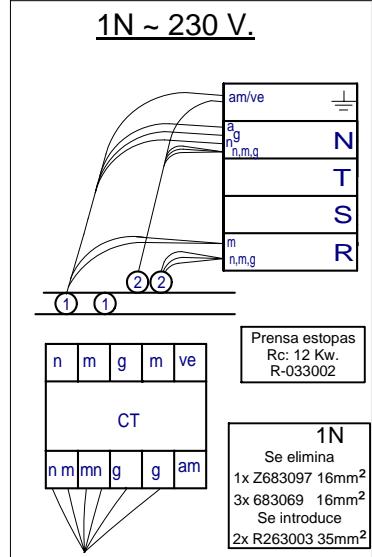 1N ~ 230 V.
am/ve
a
g
n
n,m,g
N
T
S
m
n,m,g
R
2 2
1 1
Prensa estopas
Rc: 12 Kw.
R-033002
n m g m ve
CT
n m mn g g am
1N
Se elimina
1x Z683097 16mm²
3x 683069 16mm²
Se introduce
2x R263003 35mm²